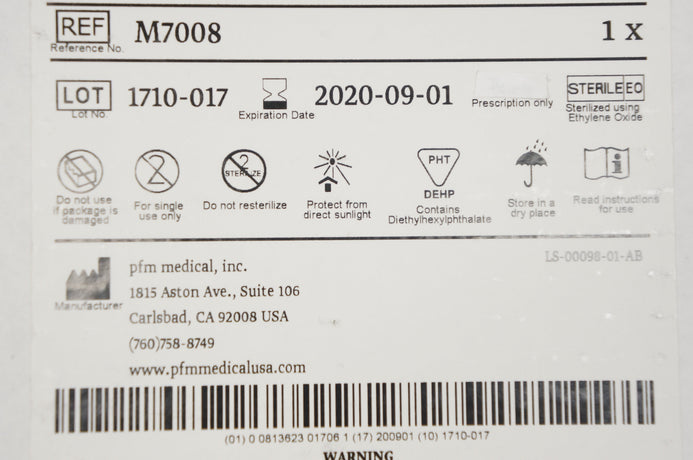 REF M7008 1 x
Reference No.
LOT 1710-017 2020-09-01 Prescription only STERILE EO
Lot No. Expiration Date Sterilized using
Ethylene Oxide
2 2 STERILIZE PHT i
DEHP
Do not use
if package is
damaged
For single
use only
Do not resterilize
Protect from
direct sunlight
Contains
Diethylhexylphthalate
Store in a
dry place
Read instructions
for use
LS-00098-01-AB
pfm medical, inc.
Manufacturer 1815 Aston Ave., Suite 106
Carlsbad, CA 92008 USA
(760)758-8749
www.pfmmedicalusa.com
(01) 0 0813623 01706 1 (17) 200901 (10) 1710-017
WARNING